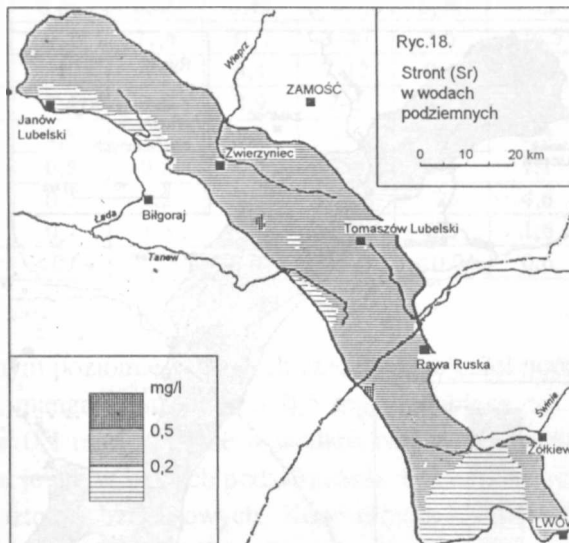 Ryc.18.
Stront (Sr)
w wodach
podziemnych
0 10 20 km
Wieprz
ZAMOŚĆ
Janów
Lubelski
Zwierzyniec
Biłgoraj
Łada
Tanew
Tomaszów Lubelski
Rawa Ruska
Świnia
Żółkiew
LWÓW
mg/l
0,5
0,2